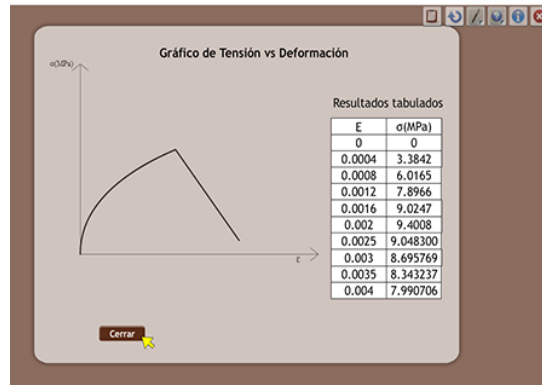 Gráfico de Tensión vs Deformación
σ(MPa)
ε
Resultados tabulados
E σ(MPa)
0 0
0.0004 3.3842
0.0008 6.0165
0.0012 7.8966
0.0016 9.0247
0.002 9.4008
0.0025 9.048300
0.003 8.695769
0.0035 8.343237
0.004 7.990706
Cerrar